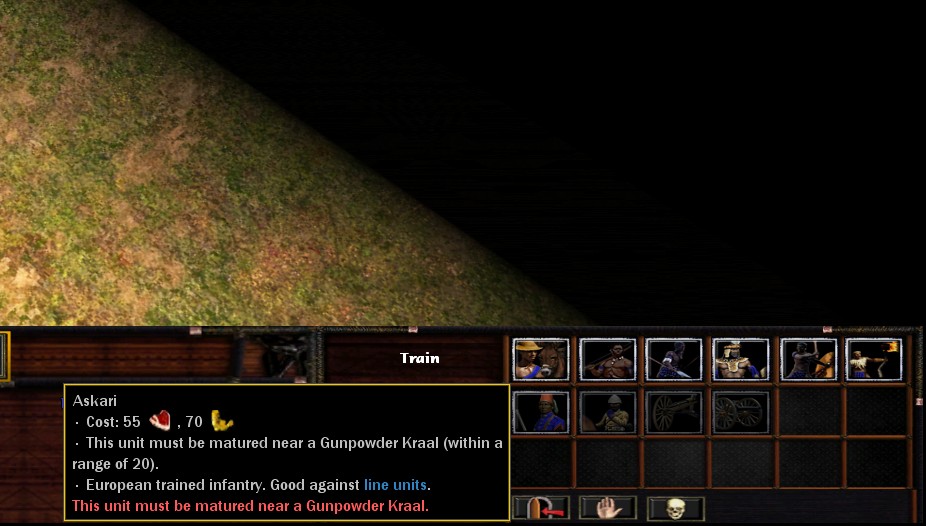 Train
Askari
· Cost: 55 , 70
· This unit must be matured near a Gunpowder Kraal (within a
range of 20).
· European trained infantry. Good against line units.
This unit must be matured near a Gunpowder Kraal.